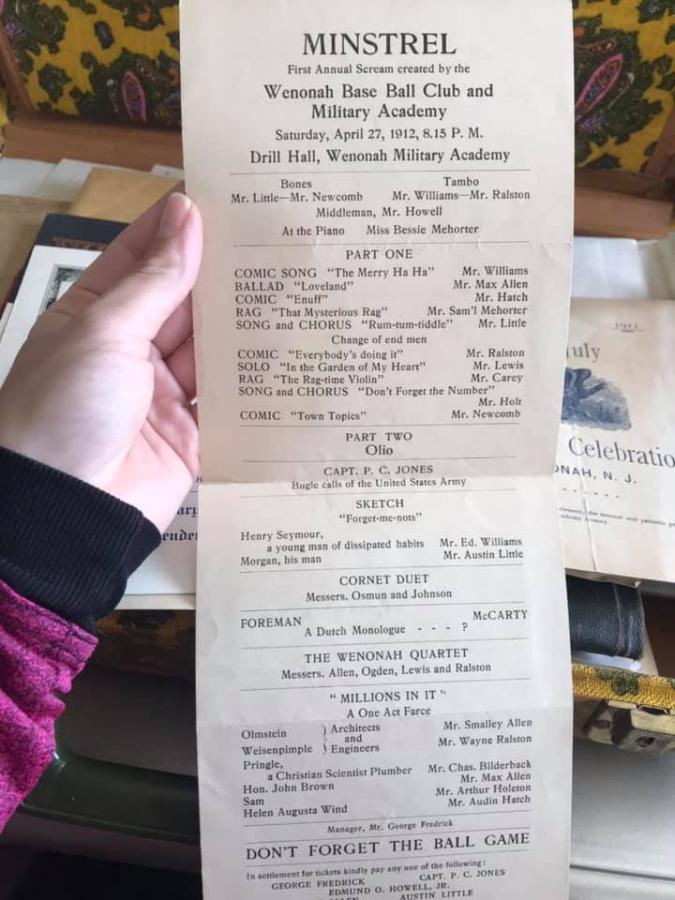 MINSTREL
First Annual Scream created by the
Wenonah Base Ball Club and
Military Academy
Saturday, April 27, 1912, 8.15 P. M.
Drill Hall, Wenonah Military Academy
Bones Tambo
Mr. Little—Mr. Newcomb Mr. Williams—Mr. Ralston
Middleman, Mr. Howell
At the Piano Miss Bessie Mehorter
PART ONE
COMIC SONG "The Merry Ha Ha" Mr. Williams
BALLAD "Loveland" Mr. Max Allen
COMIC "Enuff" Mr. Hatch
RAG "That Mysterious Rag" Mr. Sam'l Mehorter
SONG and CHORUS "Rum-tum-tiddle" Mr. Little
Change of end men
COMIC "Everybody's doing it" Mr. Ralston
SOLO "In the Garden of My Heart" Mr. Lewis
RAG "The Rag-time Violin" Mr. Carey
SONG and CHORUS "Don't Forget the Number"
Mr. Holt
COMIC "Town Topics" Mr. Newcomb
PART TWO
Olio
CAPT. P. C. JONES
Bugle calls of the United States Army
SKETCH
"Forget-me-nots"
Henry Seymour,
a young man of dissipated habits Mr. Ed. Williams
Morgan, his man Mr. Austin Little
CORNET DUET
Messers. Osmun and Johnson
FOREMAN McCARTY
A Dutch Monologue - - - ?
THE WENONAH QUARTET
Messers. Allen, Ogden, Lewis and Ralston
"MILLIONS IN IT"
A One Act Farce
Olmstein } Architects Mr. Smalley Allen
and
Weisenpimple } Engineers Mr. Wayne Ralston
Pringle,
a Christian Scientist Plumber Mr. Chas. Bilderback
Hon. John Brown Mr. Max Allen
Sam Mr. Arthur Holeton
Helen Augusta Wind Mr. Audin Hatch
Manager, Mr. George Fredrick
DON'T FORGET THE BALL GAME
In settlement for tickets kindly pay any one of the following:
GEORGE FREDRICK CAPT. P. C. JONES
EDMUND O. HOWELL, JR.
AUSTIN LITTLE
1911
uly
Celebratio
NAH, N. J.